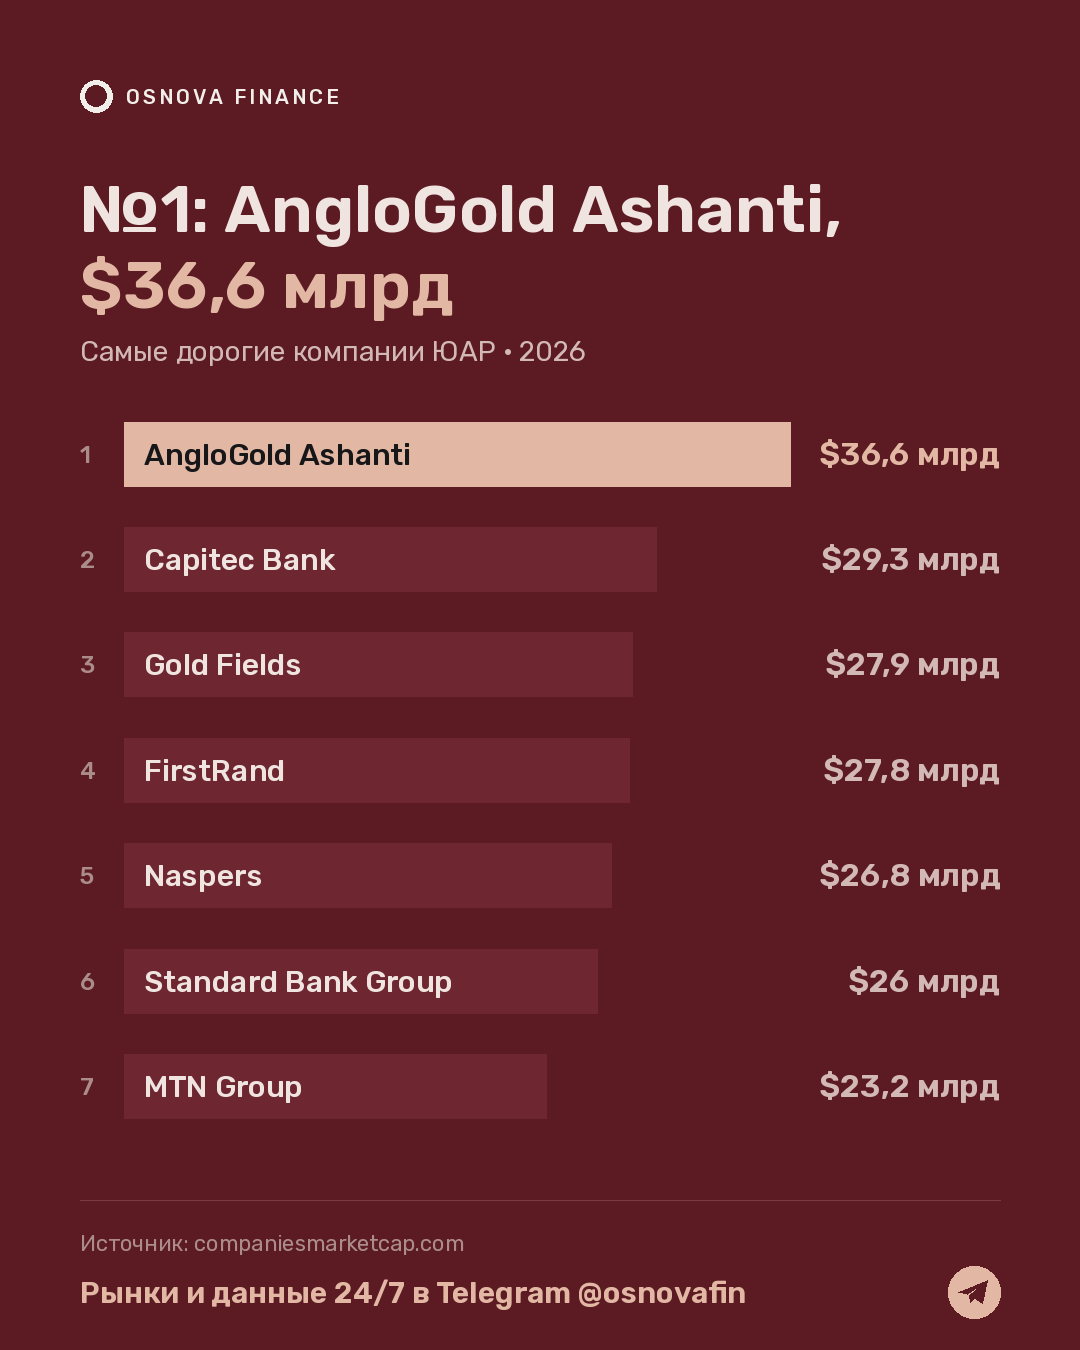 OSNOVA FINANCE
№1: AngloGold Ashanti,
$36,6 млрд
Самые дорогие компании ЮАР • 2026
1 AngloGold Ashanti $36,6 млрд
2 Capitec Bank $29,3 млрд
3 Gold Fields $27,9 млрд
4 FirstRand $27,8 млрд
5 Naspers $26,8 млрд
6 Standard Bank Group $26 млрд
7 MTN Group $23,2 млрд
Источник: companiesmarketcap.com
Рынки и данные 24/7 в Telegram @osnovafin